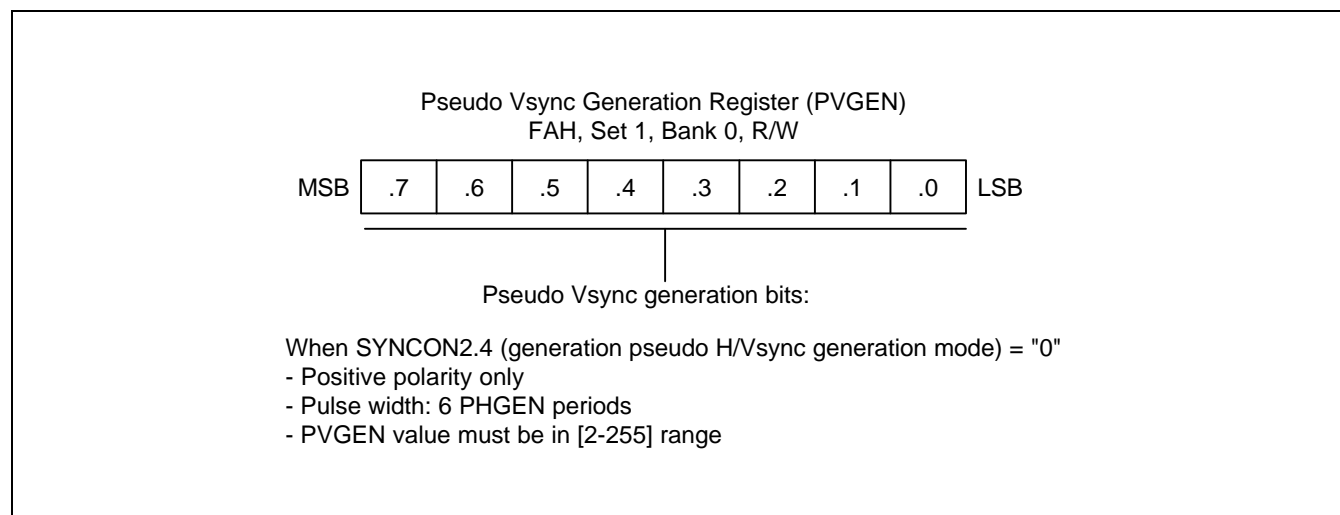 Pseudo Vsync Generation Register (PVGEN)
FAH, Set 1, Bank 0, R/W
MSB .7 .6 .5 .4 .3 .2 .1 .0 LSB
Pseudo Vsync generation bits:
When SYNCON2.4 (generation pseudo H/Vsync generation mode) = "0"
- Positive polarity only
- Pulse width: 6 PHGEN periods
- PVGEN value must be in [2-255] range